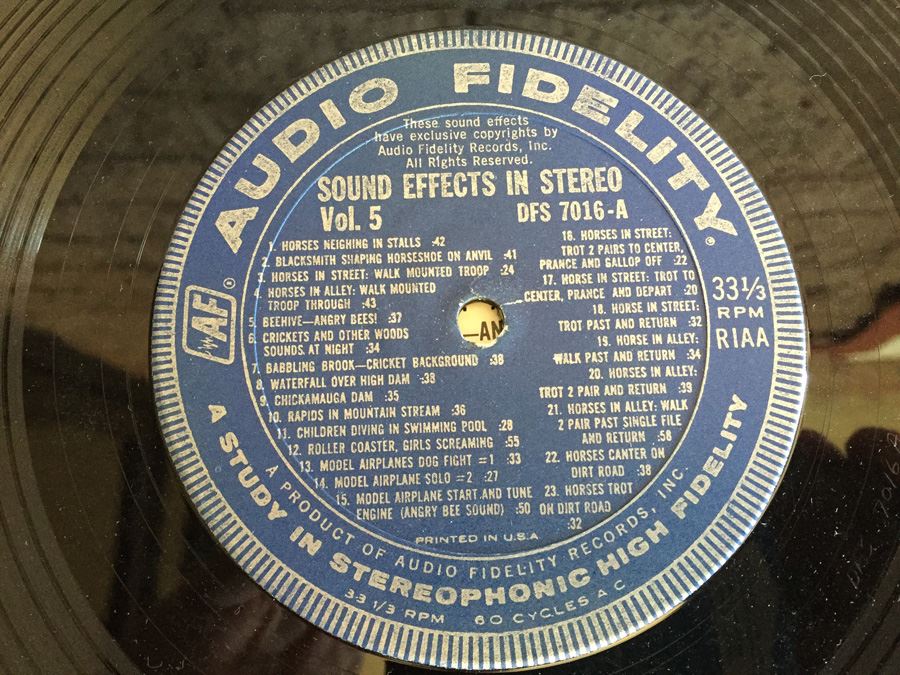 AUDIO FIDELITY®
These sound effects
have exclusive copyrights by
Audio Fidelity Records, Inc.
All Rights Reserved.
SOUND EFFECTS IN STEREO
Vol. 5
DFS 7016-A
1. HORSES NEIGHING IN STALLS :42
2. BLACKSMITH SHAPING HORSESHOE ON ANVIL :41
3. HORSES IN STREET: WALK MOUNTED TROOP :24
4. HORSES IN ALLEY: WALK MOUNTED
TROOP THROUGH :43
5. BEEHIVE—ANGRY BEES! :37
6. CRICKETS AND OTHER WOODS
SOUNDS AT NIGHT :34
7. BABBLING BROOK—CRICKET BACKGROUND :38
8. WATERFALL OVER HIGH DAM :38
9. CHICKAMAUGA DAM :35
10. RAPIDS IN MOUNTAIN STREAM :36
11. CHILDREN DIVING IN SWIMMING POOL :28
12. ROLLER COASTER, GIRLS SCREAMING :55
13. MODEL AIRPLANES DOG FIGHT #1 :33
14. MODEL AIRPLANE SOLO #2 :27
15. MODEL AIRPLANE START AND TUNE
ENGINE (ANGRY BEE SOUND) :50
16. HORSES IN STREET:
TROT 2 PAIRS TO CENTER,
PRANCE AND GALLOP OFF :22
17. HORSE IN STREET: TROT TO
CENTER, PRANCE AND DEPART :20
18. HORSE IN STREET:
TROT PAST AND RETURN :32
19. HORSE IN ALLEY:
WALK PAST AND RETURN :34
20. HORSES IN ALLEY:
TROT 2 PAIR AND RETURN :39
21. HORSES IN ALLEY: WALK
2 PAIR PAST SINGLE FILE
AND RETURN :58
22. HORSES CANTER ON
DIRT ROAD :38
23. HORSES TROT
ON DIRT ROAD
:32
—AN
AF®
33 1/3
RPM
RIAA
PRINTED IN U.S.A
A PRODUCT OF AUDIO FIDELITY RECORDS, INC.
A STUDY IN STEREOPHONIC HIGH FIDELITY
33 1/3 RPM 60 CYCLES A C